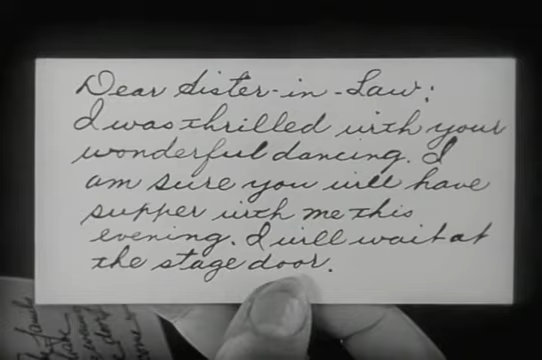 Dear Sister-in-Law:
I was thrilled with your
wonderful dancing. I
am sure you will have
supper with me this
evening. I will wait at
the stage door.